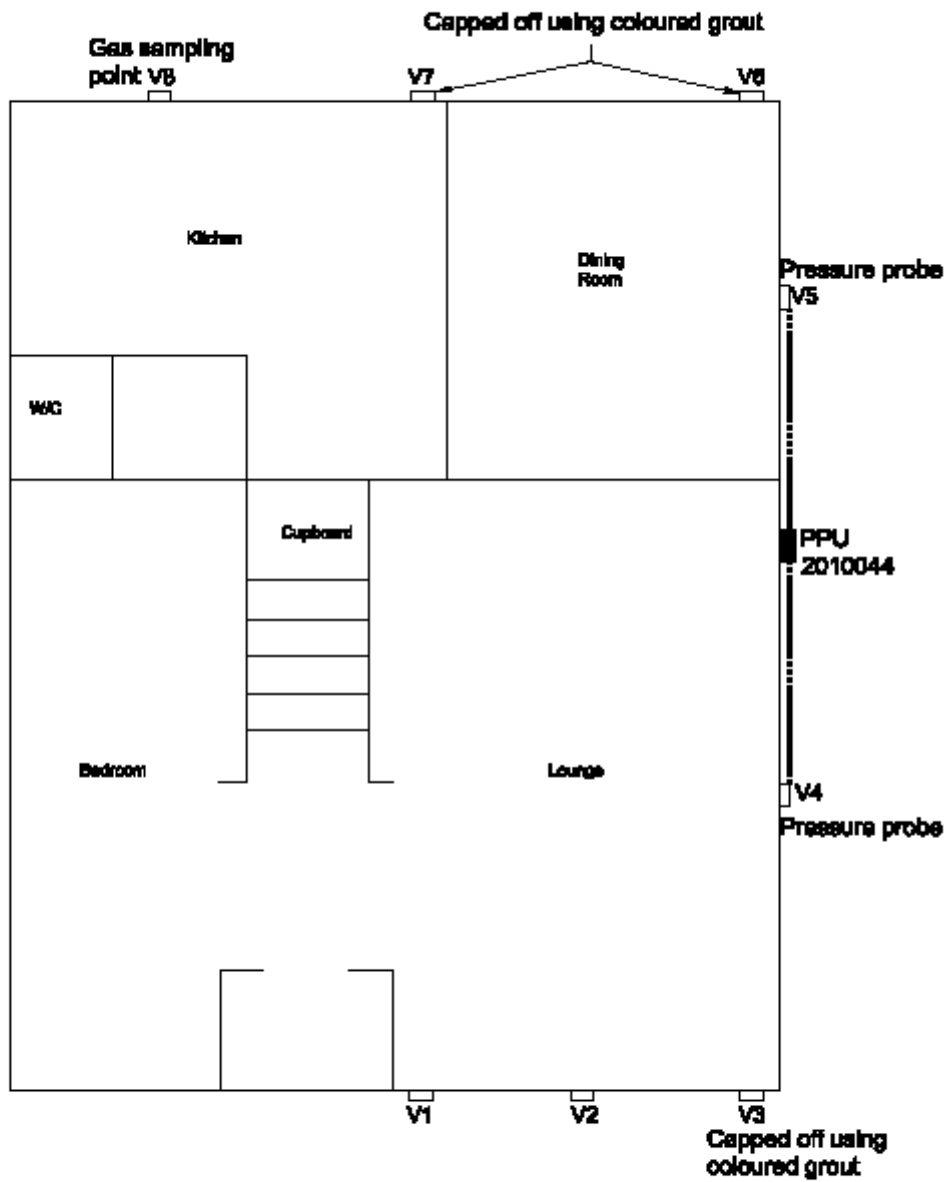 Capped off using coloured grout
Gas sampling
point V8
V7
V6
Kitchen
Dining
Room
Pressure probe
V5
W/C
Cupboard
PPU
2010044
Bedroom
Lounge
V4
Pressure probe
V1
V2
V3
Capped off using
coloured grout